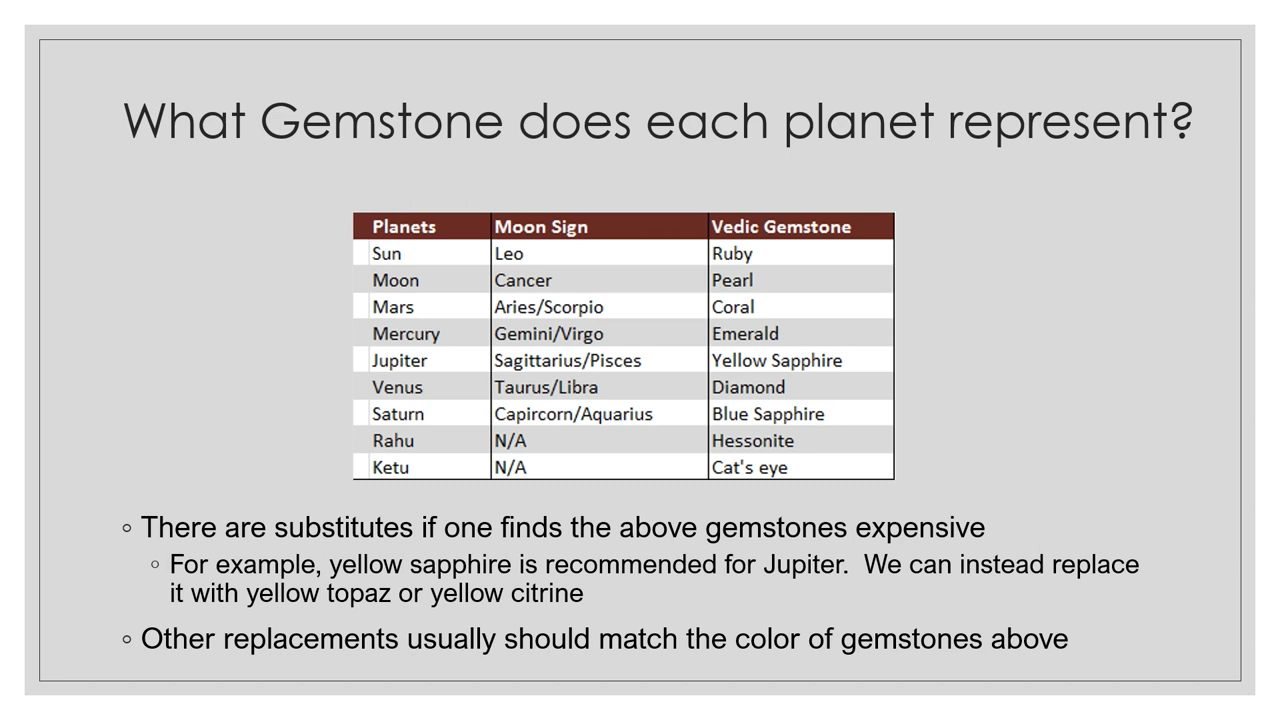 What Gemstone does each planet represent?
Planets Moon Sign Vedic Gemstone
Sun Leo Ruby
Moon Cancer Pearl
Mars Aries/Scorpio Coral
Mercury Gemini/Virgo Emerald
Jupiter Sagittarius/Pisces Yellow Sapphire
Venus Taurus/Libra Diamond
Saturn Capircorn/Aquarius Blue Sapphire
Rahu N/A Hessonite
Ketu N/A Cat's eye
◦ There are substitutes if one finds the above gemstones expensive
◦ For example, yellow sapphire is recommended for Jupiter.  We can instead replace
it with yellow topaz or yellow citrine
◦ Other replacements usually should match the color of gemstones above